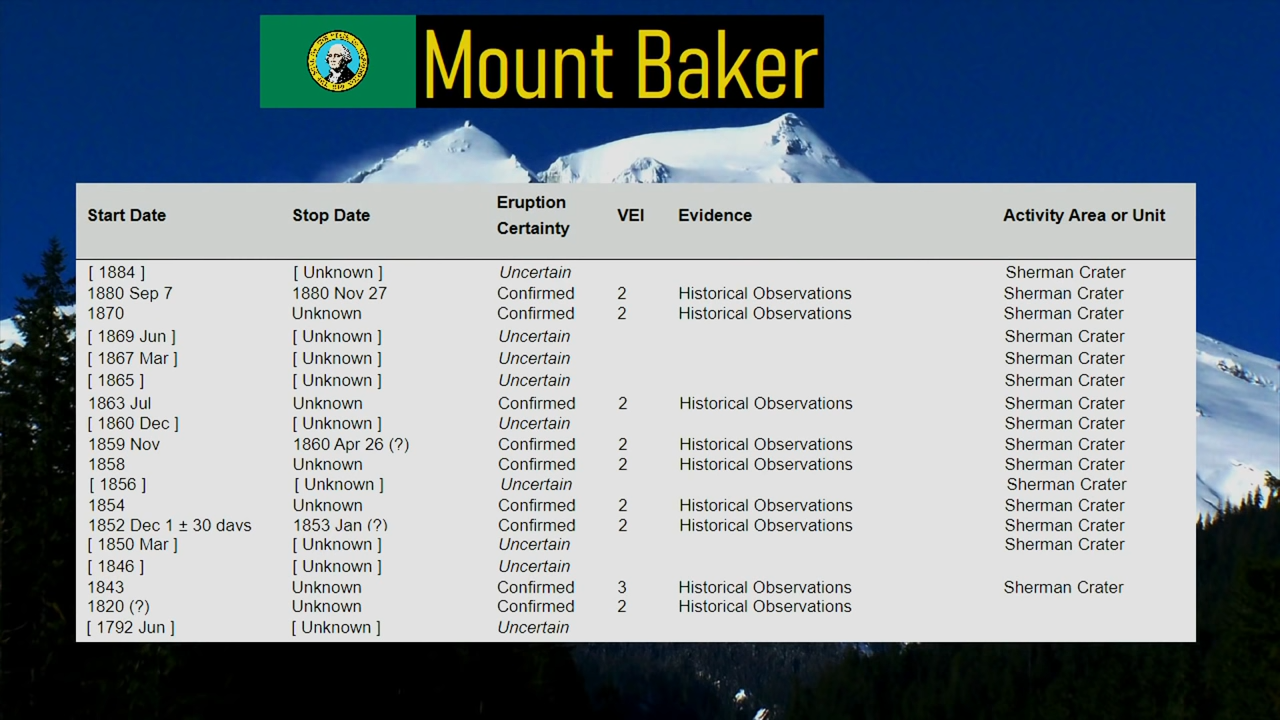 Mount Baker
Start Date Stop Date Eruption Certainty VEI Evidence Activity Area or Unit
[ 1884 ] [ Unknown ] Uncertain Sherman Crater
1880 Sep 7 1880 Nov 27 Confirmed 2 Historical Observations Sherman Crater
1870 Unknown Confirmed 2 Historical Observations Sherman Crater
[ 1869 Jun ] [ Unknown ] Uncertain Sherman Crater
[ 1867 Mar ] [ Unknown ] Uncertain Sherman Crater
[ 1865 ] [ Unknown ] Uncertain Sherman Crater
1863 Jul Unknown Confirmed 2 Historical Observations Sherman Crater
[ 1860 Dec ] [ Unknown ] Uncertain Sherman Crater
1859 Nov 1860 Apr 26 (?) Confirmed 2 Historical Observations Sherman Crater
1858 Unknown Confirmed 2 Historical Observations Sherman Crater
[ 1856 ] [ Unknown ] Uncertain Sherman Crater
1854 Unknown Confirmed 2 Historical Observations Sherman Crater
1852 Dec 1 ± 30 days 1853 Jan (?) Confirmed 2 Historical Observations Sherman Crater
[ 1850 Mar ] [ Unknown ] Uncertain Sherman Crater
[ 1846 ] [ Unknown ] Uncertain
1843 Unknown Confirmed 3 Historical Observations Sherman Crater
1820 (?) Unknown Confirmed 2 Historical Observations
[ 1792 Jun ] [ Unknown ] Uncertain